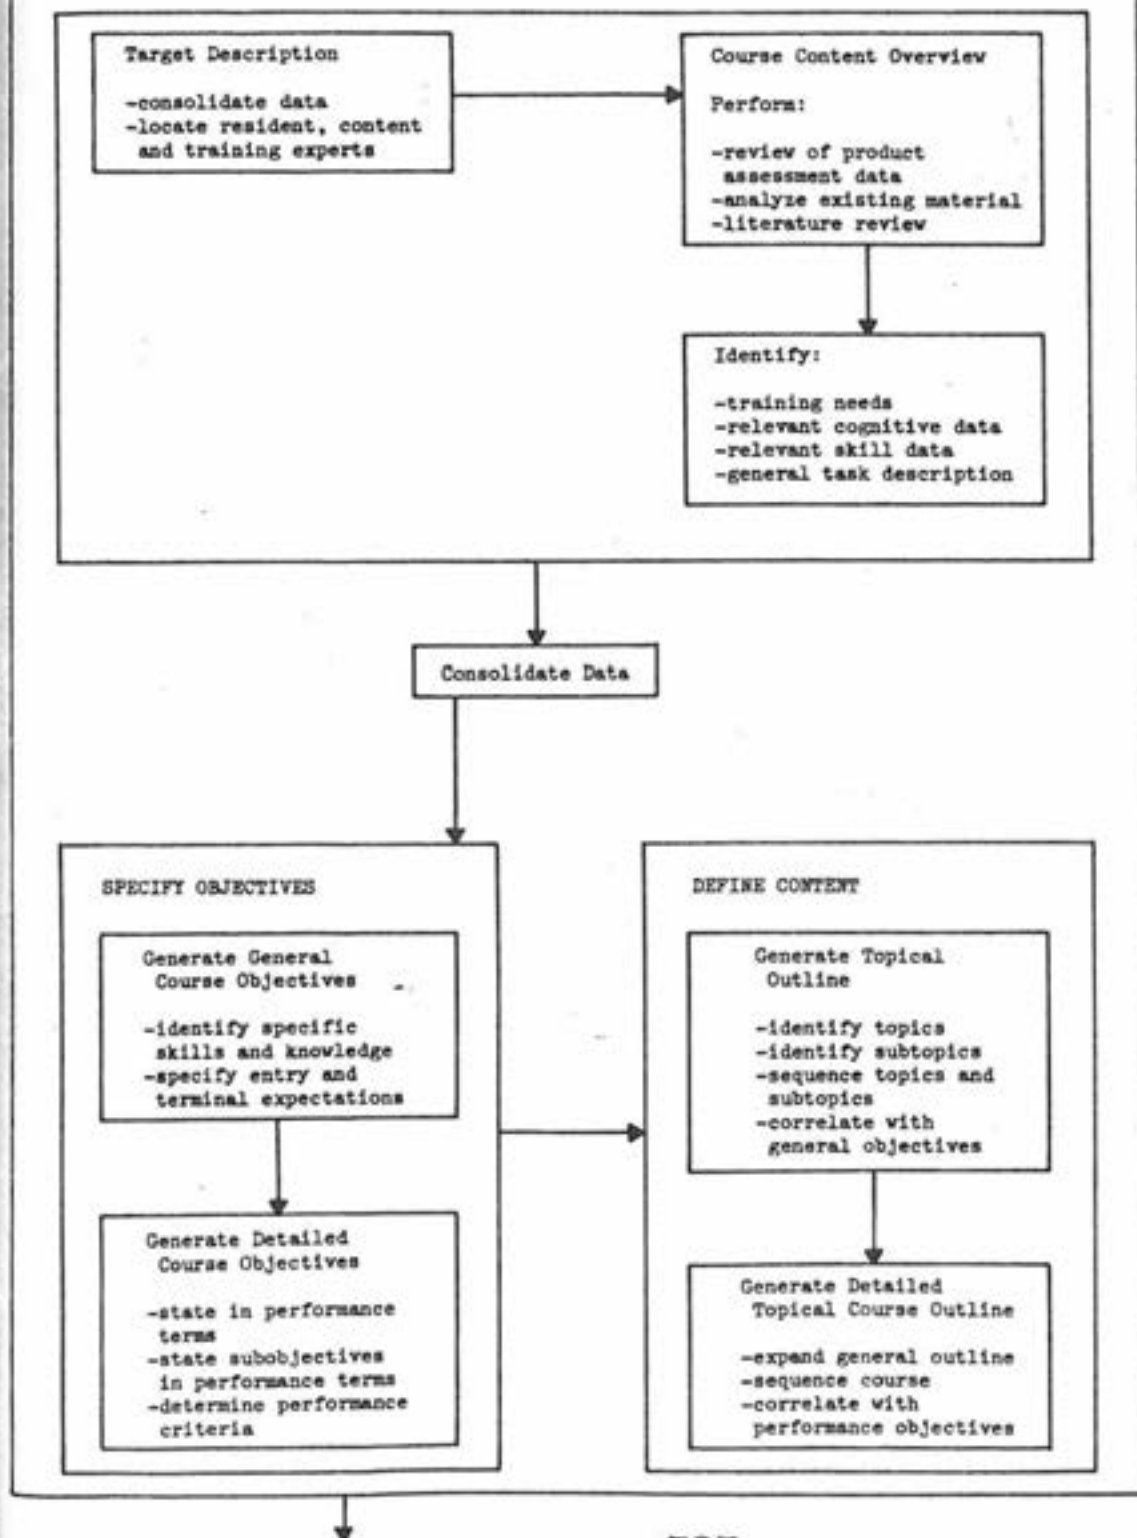 Target Description
-consolidate data
-locate resident, content
and training experts
Course Content Overview
Perform:
-review of product
assessment data
-analyze existing material
-literature review
Identify:
-training needs
-relevant cognitive data
-relevant skill data
-general task description
Consolidate Data
SPECIFY OBJECTIVES
Generate General
Course Objectives
-identify specific
skills and knowledge
-specify entry and
terminal expectations
Generate Detailed
Course Objectives
-state in performance
terms
-state subobjectives
in performance terms
-determine performance
criteria
DEFINE CONTENT
Generate Topical
Outline
-identify topics
-identify subtopics
-sequence topics and
subtopics
-correlate with
general objectives
Generate Detailed
Topical Course Outline
-expand general outline
-sequence course
-correlate with
performance objectives